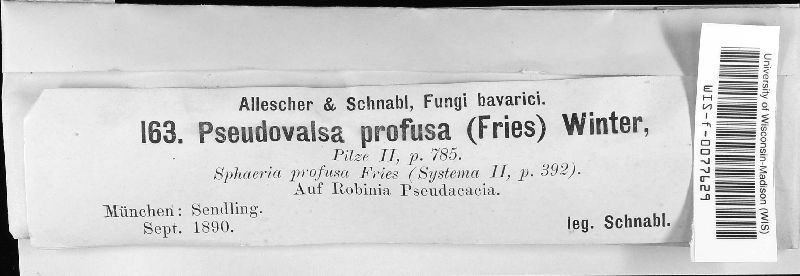 Allescher & Schnabl, Fungi bavarici.
163. Pseudovalsa profusa (Fries) Winter,
Pilze II, p. 785.
Sphaeria profusa Fries (Systema II, p. 392).
Auf Robinia Pseudacacia.
München: Sendling.
Sept. 1890.
leg. Schnabl.
University of Wisconsin-Madison (WIS)
WIS-f-0077629